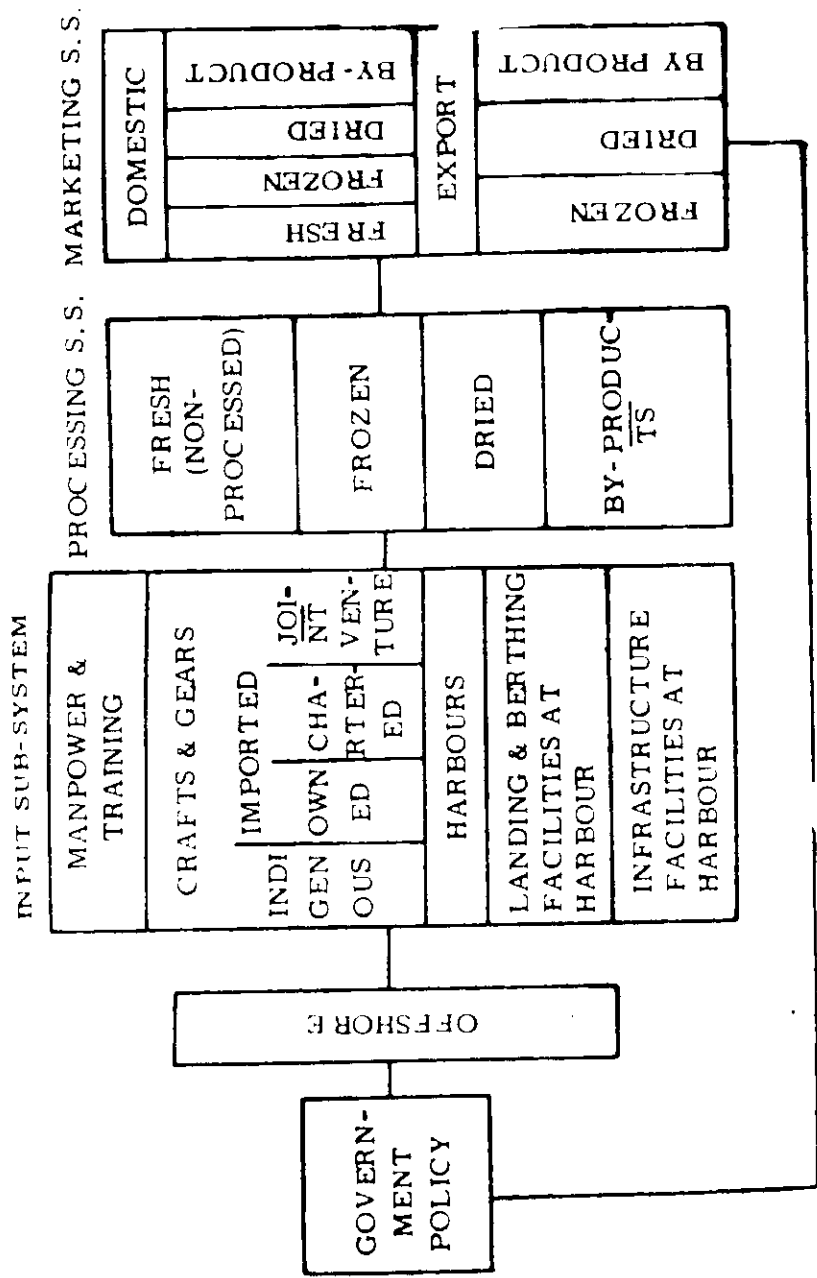 GOVERN-
MENT
POLICY
OFFSHORE
INPUT SUB-SYSTEM
MANPOWER &
TRAINING
CRAFTS & GEARS
IMPORTED
INDI
GEN
OUS
OWN
ED
CHA-
RTER-
ED
JOI-
NT
VEN-
TURE
HARBOURS
LANDING & BERTHING
FACILITIES AT
HARBOUR
INFRASTRUCTURE
FACILITIES AT
HARBOUR
PROCESSING S.S.
FRESH
(NON-
PROCESSED)
FROZEN
DRIED
BY-PRODUC-
TS
MARKETING S.S.
DOMESTIC
FRESH
FROZEN
DRIED
BY-PRODUCT
EXPORT
FROZEN
DRIED
BY PRODUCT